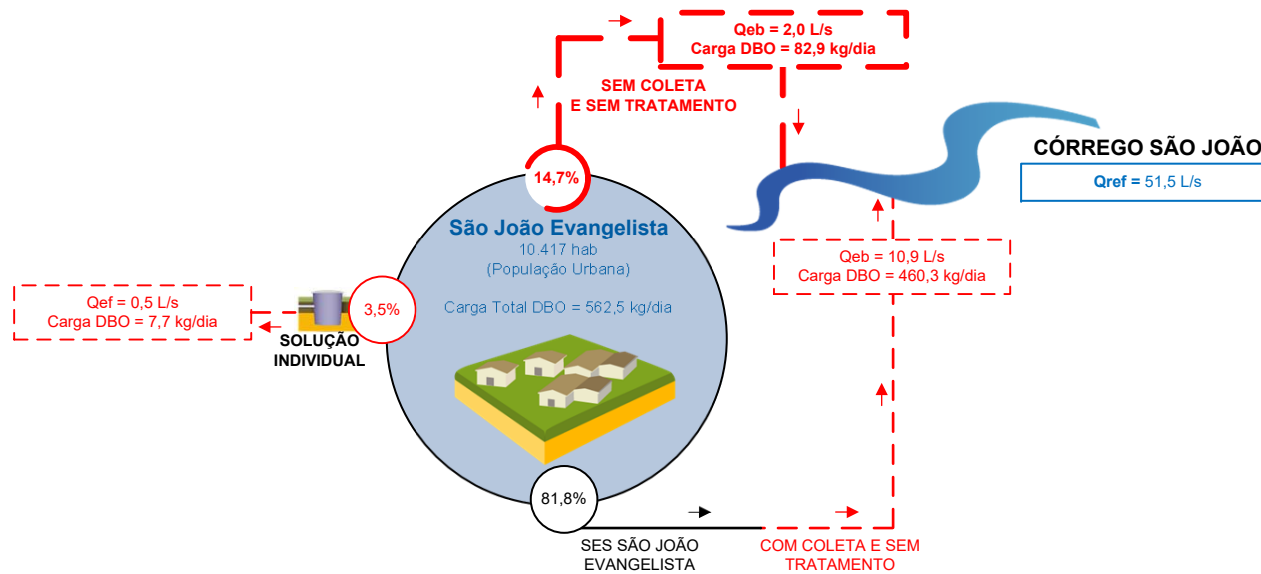 Qeb = 2,0 L/s
Carga DBO = 82,9 kg/dia
SEM COLETA
E SEM TRATAMENTO
CÓRREGO SÃO JOÃO
Qref = 51,5 L/s
14,7%
São João Evangelista
10.417 hab
(População Urbana)
Carga Total DBO = 562,5 kg/dia
Qeb = 10,9 L/s
Carga DBO = 460,3 kg/dia
Qef = 0,5 L/s
Carga DBO = 7,7 kg/dia
3,5%
SOLUÇÃO
INDIVIDUAL
81,8%
SES SÃO JOÃO
EVANGELISTA
COM COLETA E SEM
TRATAMENTO